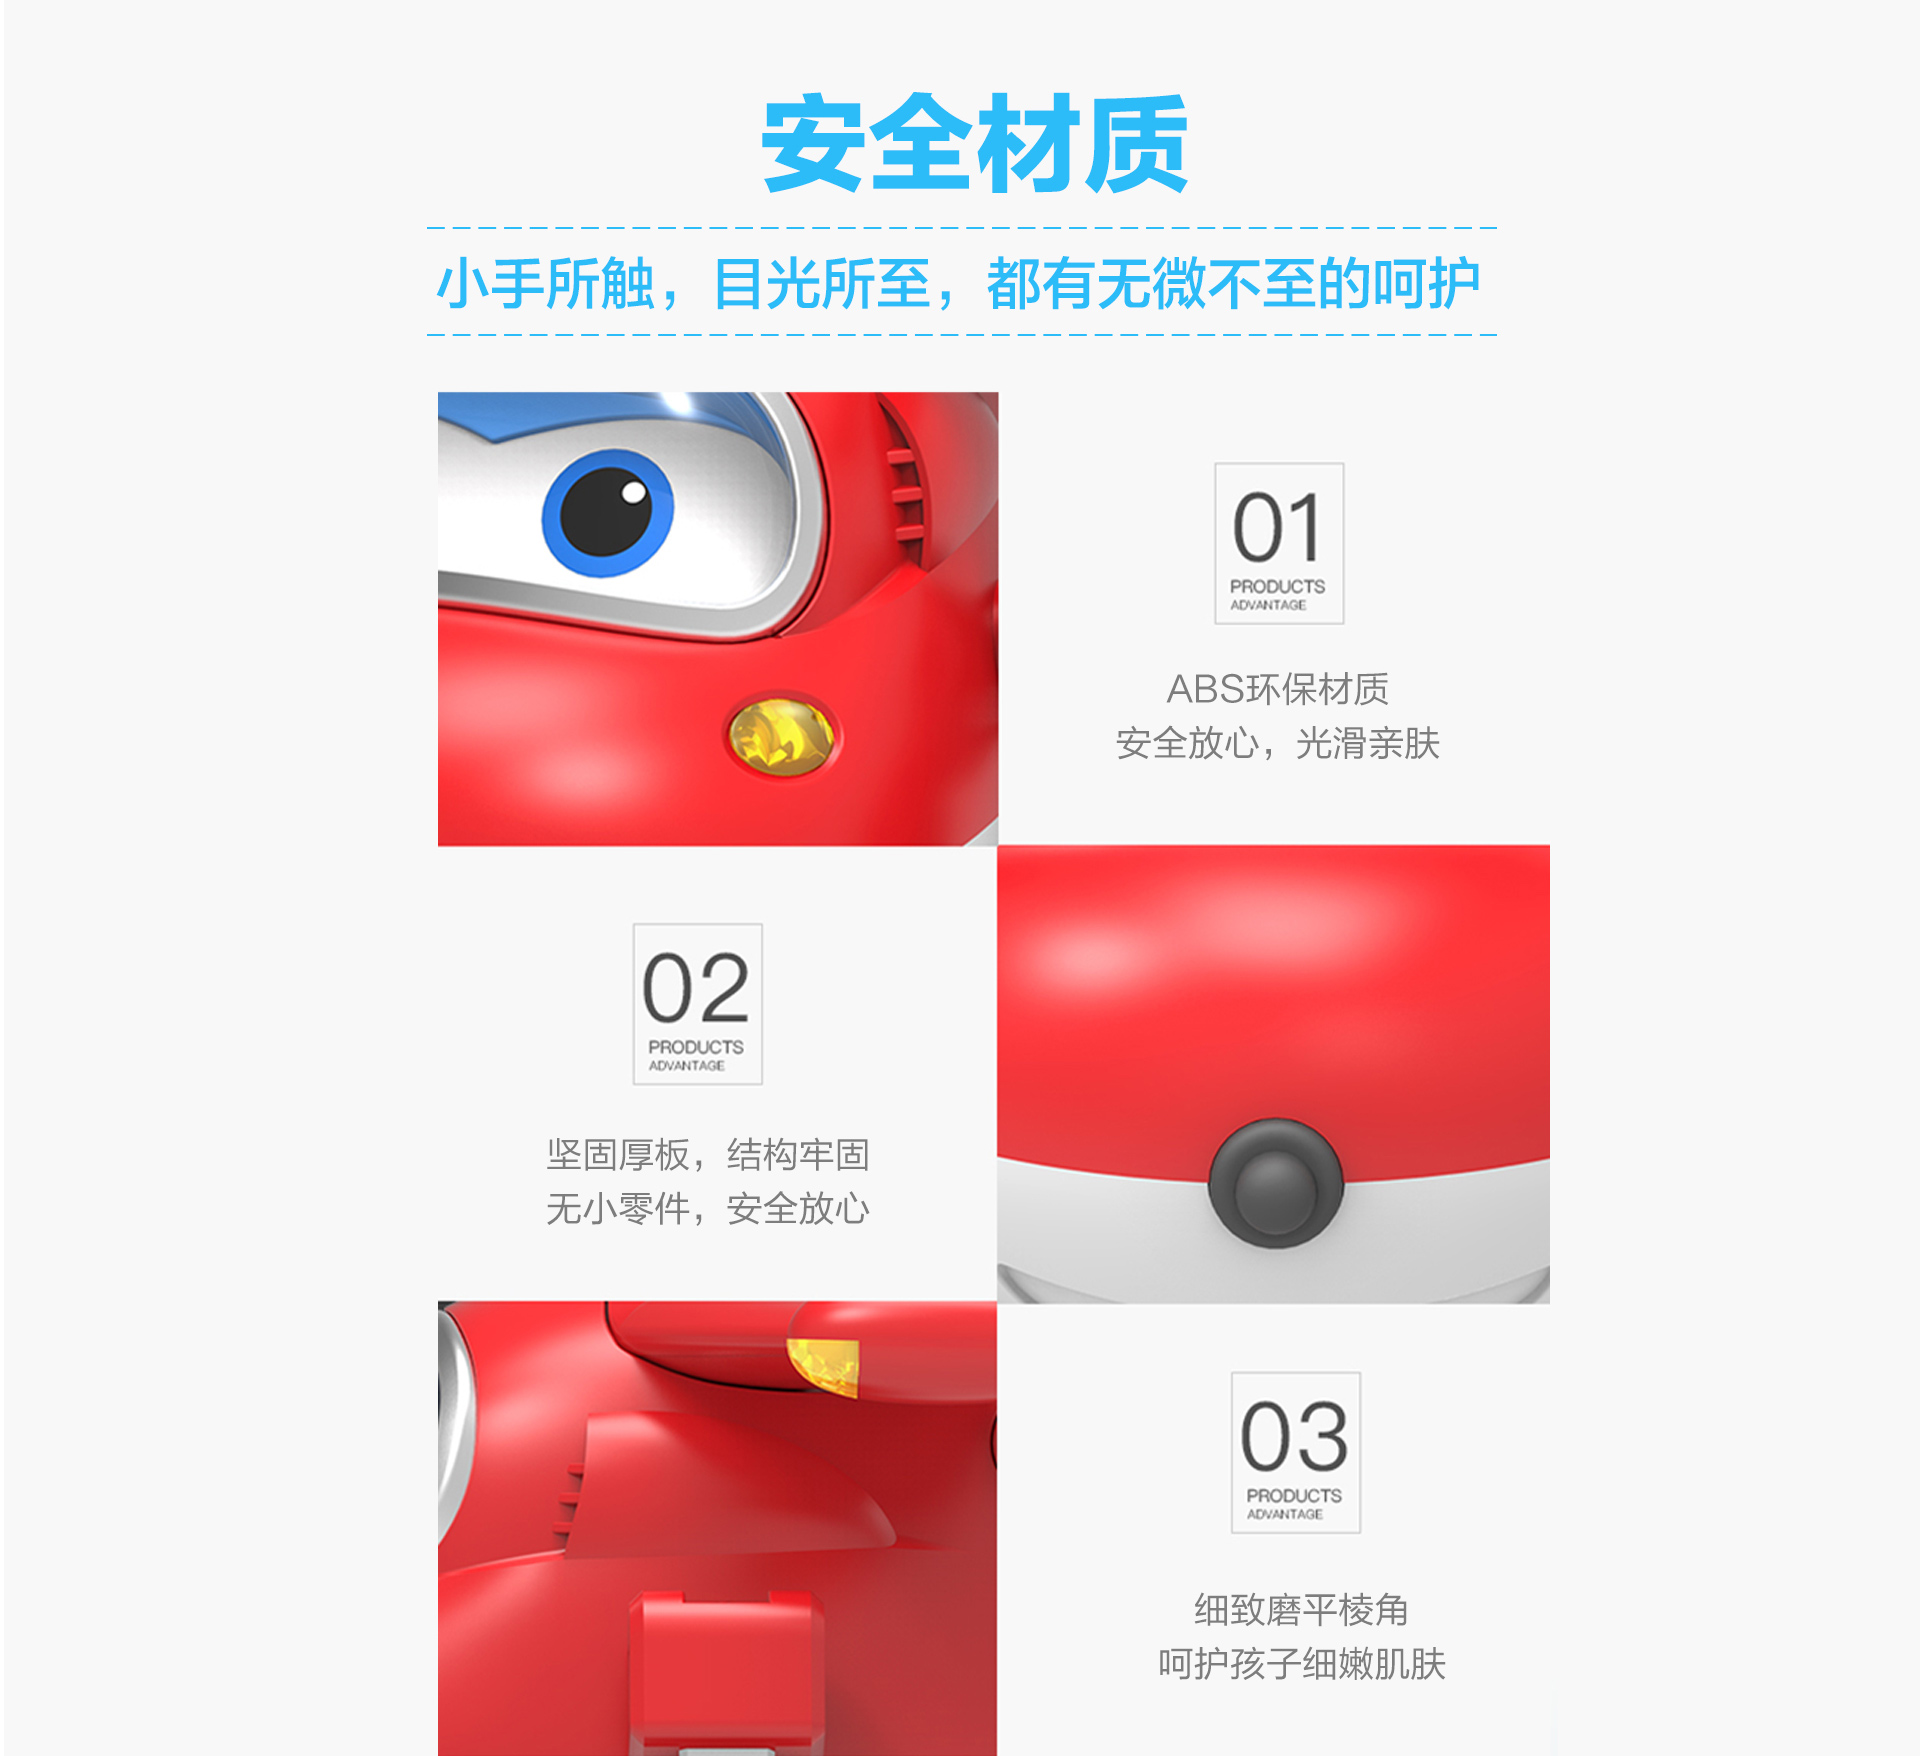 安全材质
小手所触，目光所至，都有无微不至的呵护
01
PRODUCTS
ADVANTAGE
ABS环保材质
安全放心，光滑亲肤
02
PRODUCTS
ADVANTAGE
坚固厚板，结构牢固
无小零件，安全放心
03
PRODUCTS
ADVANTAGE
细致磨平棱角
呵护孩子细嫩肌肤